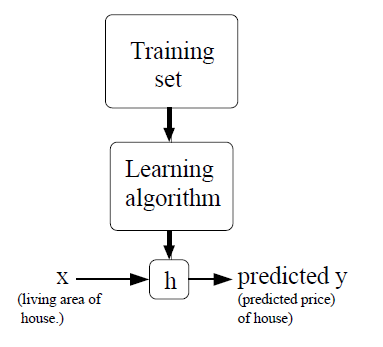 Training
set
Learning
algorithm
x
h
predicted y
(living area of
house.)
(predicted price)
of house)